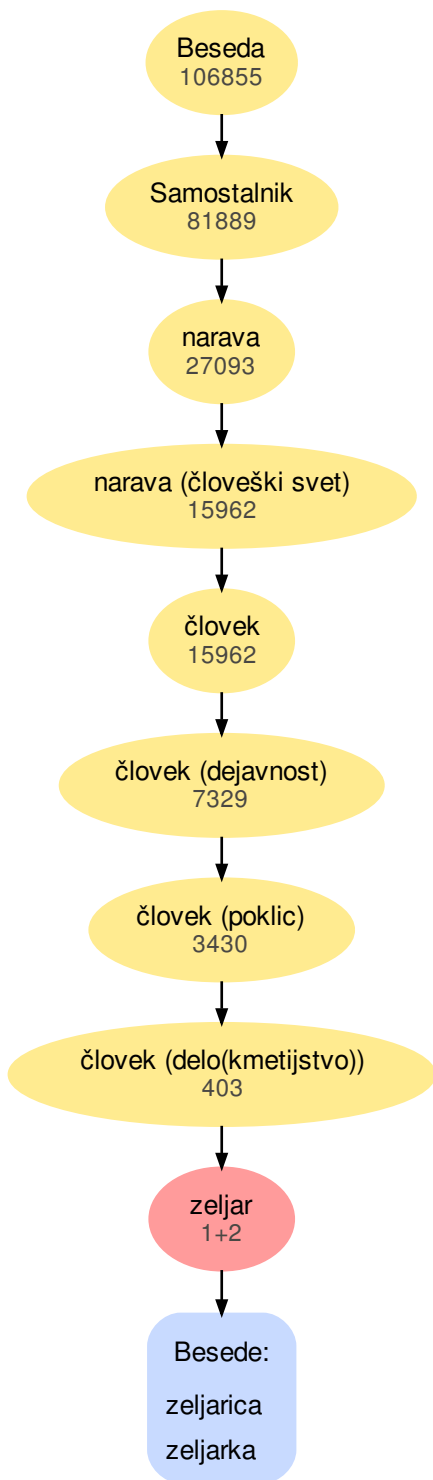 Beseda
106855
Samostalnik
81889
narava
27093
narava (človeški svet)
15962
človek
15962
človek (dejavnost)
7329
človek (poklic)
3430
človek (delo(kmetijstvo))
403
zeljar
1+2
Besede:
zeljarica
zeljarka